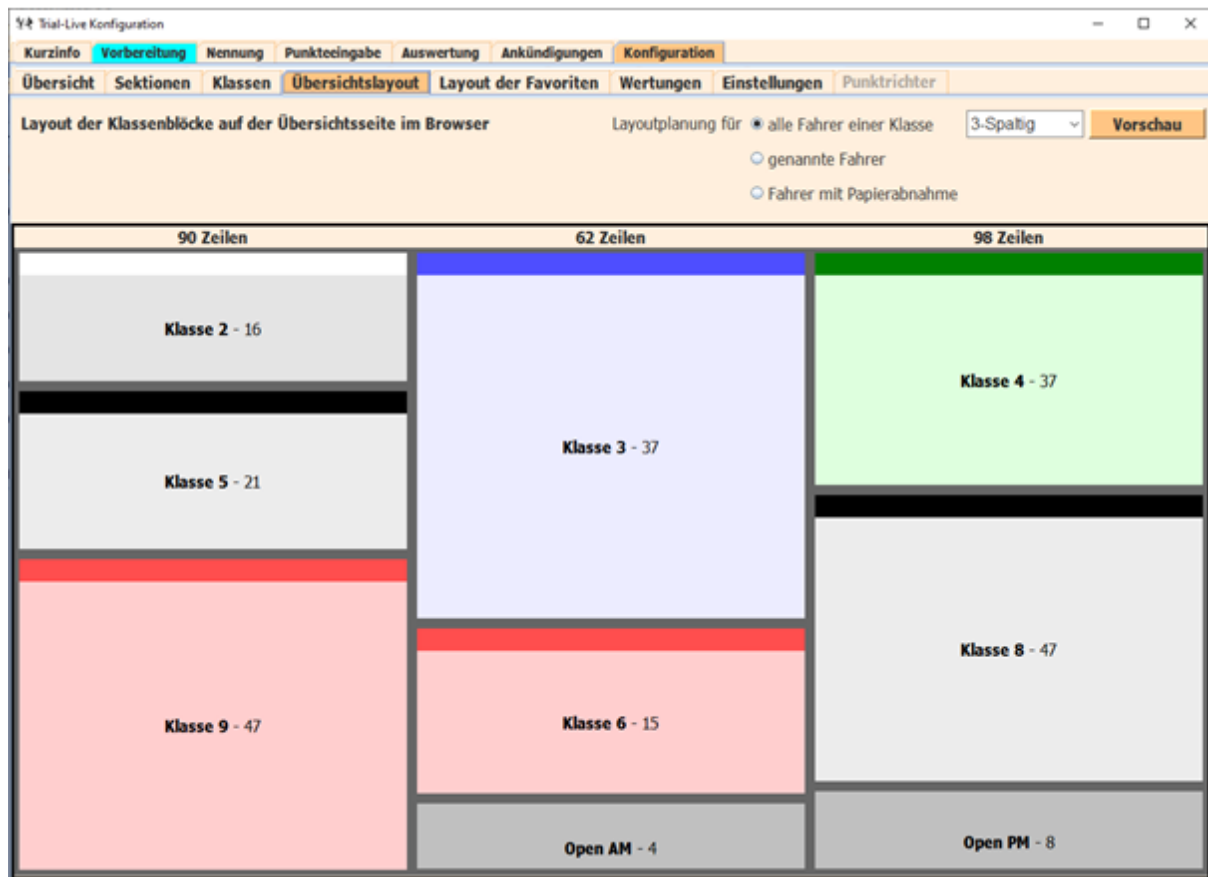 Trial-Live Konfiguration
Kurzinfo Vorbereitung Nennung Punkteeingabe Auswertung Ankündigungen Konfiguration
Übersicht Sektionen Klassen Übersichtslayout Layout der Favoriten Wertungen Einstellungen Punktrichter
Layout der Klassenblöcke auf der Übersichtsseite im Browser Layoutplanung für alle Fahrer einer Klasse 3-Spaltig Vorschau
genannte Fahrer
Fahrer mit Papierabnahme
90 Zeilen 62 Zeilen 98 Zeilen
Klasse 2 - 16
Klasse 5 - 21
Klasse 9 - 47
Klasse 3 - 37
Klasse 6 - 15
Open AM - 4
Klasse 4 - 37
Klasse 8 - 47
Open PM - 8